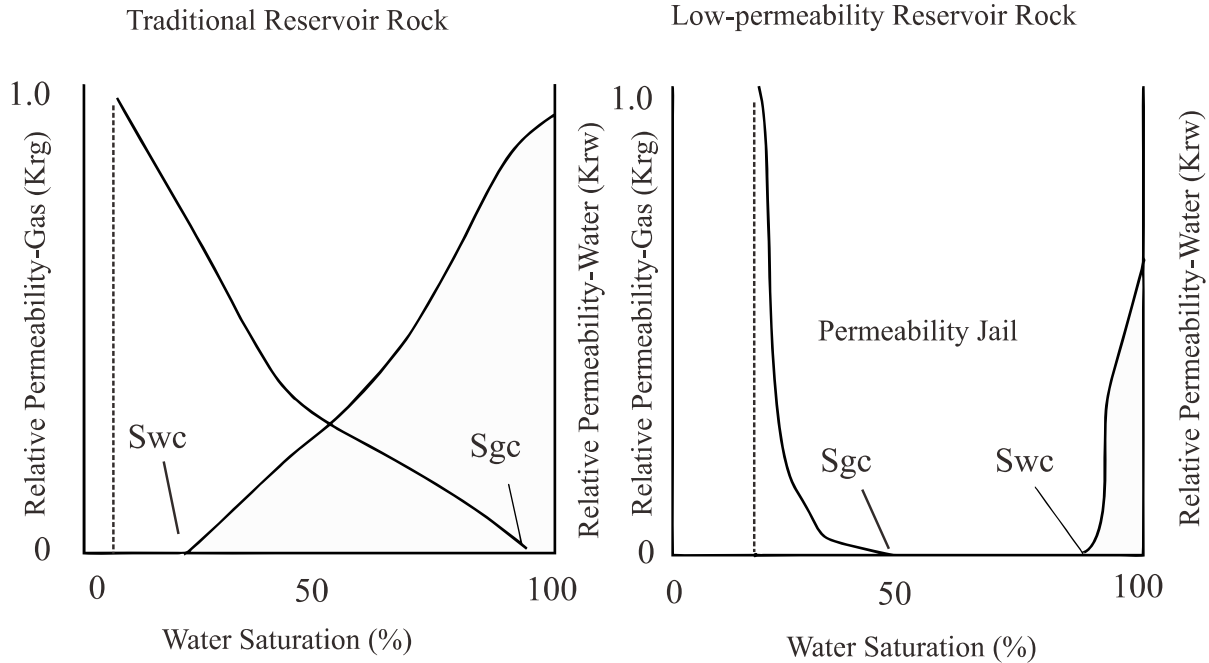 Traditional Reservoir Rock
1.0
Relative Permeability-Gas (Krg)
Swc
Sgc
0
0
50
100
Water Saturation (%)
Relative Permeability-Water (Krw)
Low-permeability Reservoir Rock
1.0
Relative Permeability-Gas (Krg)
Permeability Jail
Sgc
Swc
0
0
50
100
Water Saturation (%)
Relative Permeability-Water (Krw)